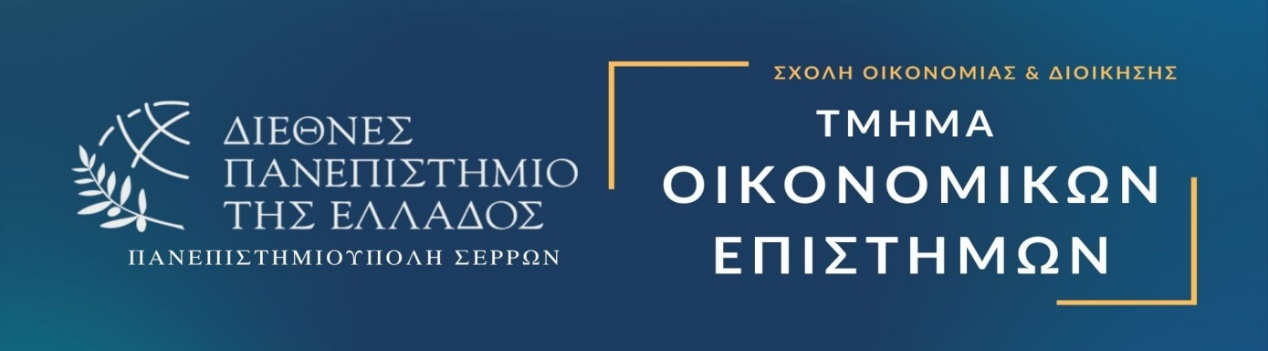 ΔΙΕΘΝΕΣ
ΠΑΝΕΠΙΣΤΗΜΙΟ
ΤΗΣ ΕΛΛΑΔΟΣ
ΠΑΝΕΠΙΣΤΗΜΙΟΥΠΟΛΗ ΣΕΡΡΩΝ
ΣΧΟΛΗ ΟΙΚΟΝΟΜΙΑΣ & ΔΙΟΙΚΗΣΗΣ
ΤΜΗΜΑ
ΟΙΚΟΝΟΜΙΚΩΝ
ΕΠΙΣΤΗΜΩΝ